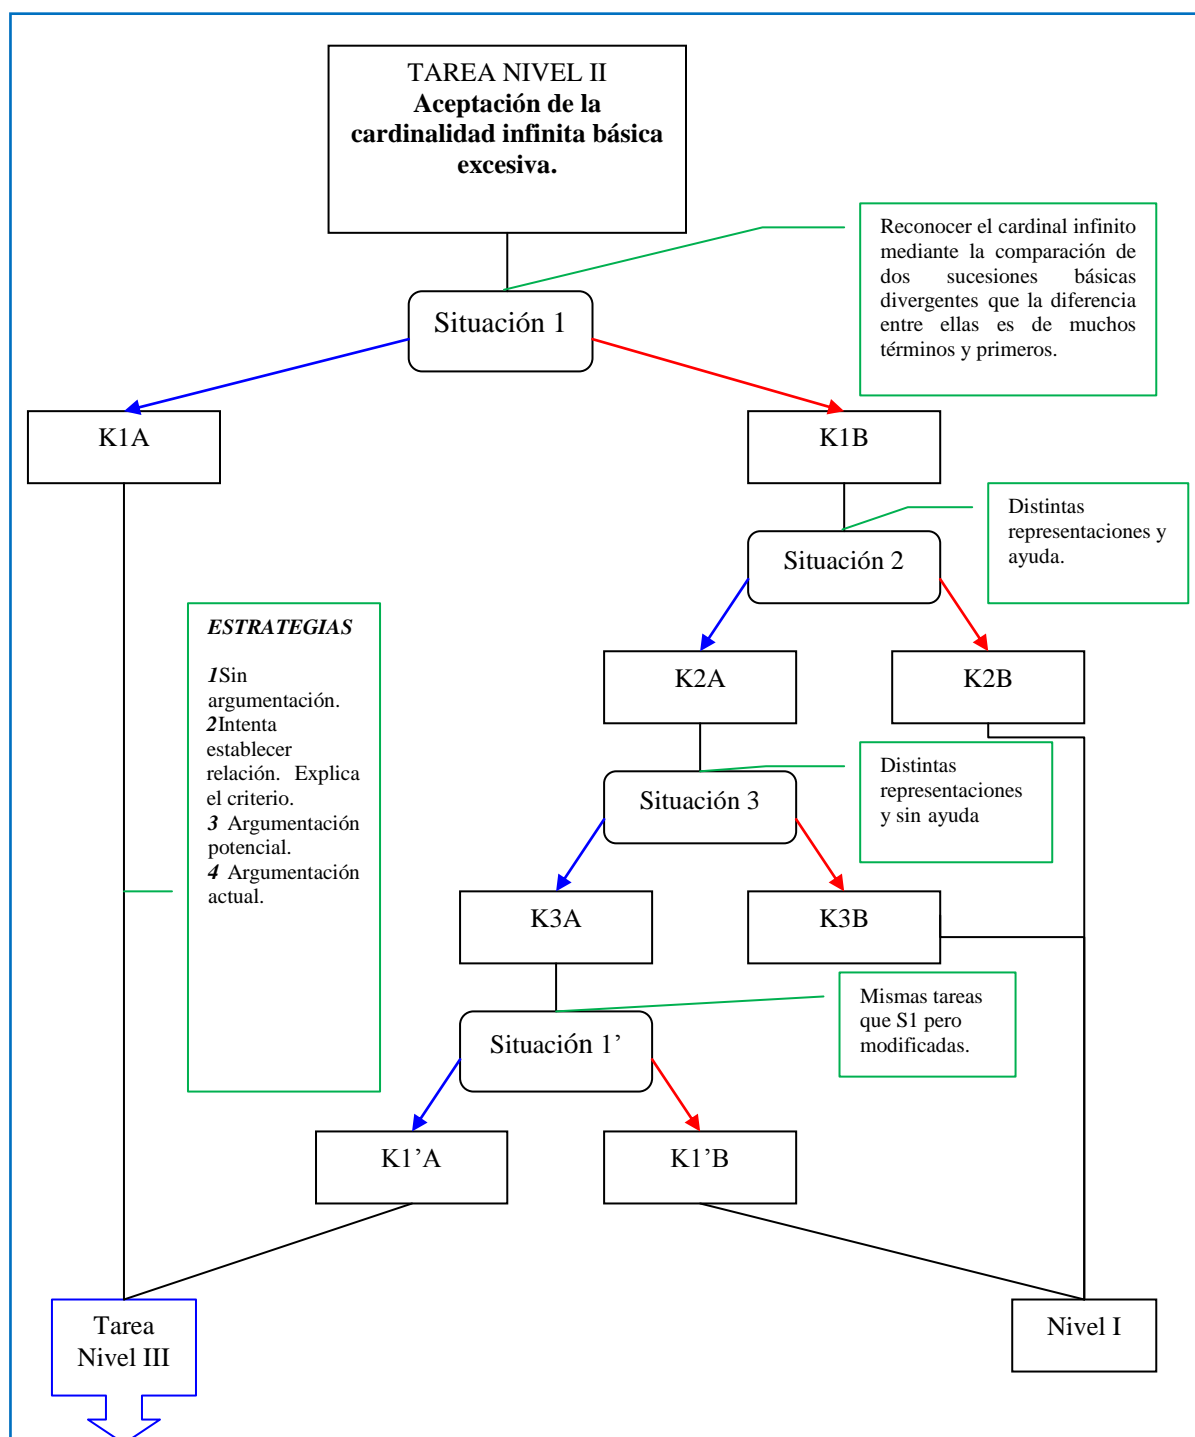 TAREA NIVEL II
Aceptación de la
cardinalidad infinita básica
excesiva.
Reconocer el cardinal infinito
mediante la comparación de
dos sucesiones básicas
divergentes que la diferencia
entre ellas es de muchos
términos y primeros.
Situación 1
K1A
K1B
Distintas
representaciones y
ayuda.
Situación 2
ESTRATEGIAS
1Sin
argumentación.
2Intenta
establecer
relación. Explica
el criterio.
3 Argumentación
potencial.
4 Argumentación
actual.
K2A
K2B
Distintas
representaciones
y sin ayuda
Situación 3
K3A
K3B
Mismas tareas
que S1 pero
modificadas.
Situación 1’
K1’A
K1’B
Tarea
Nivel III
Nivel I